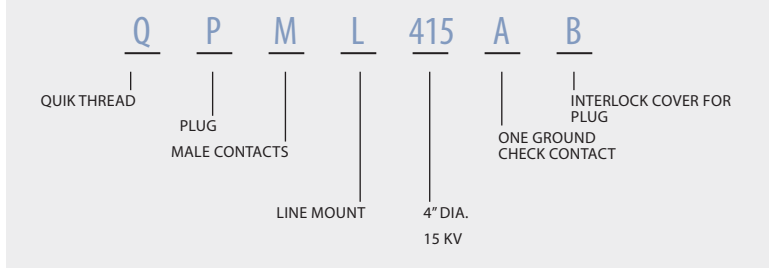 Q P M L 415 A B
QUIK THREAD
PLUG
MALE CONTACTS
LINE MOUNT
4" DIA.
15 KV
ONE GROUND
CHECK CONTACT
INTERLOCK COVER FOR
PLUG